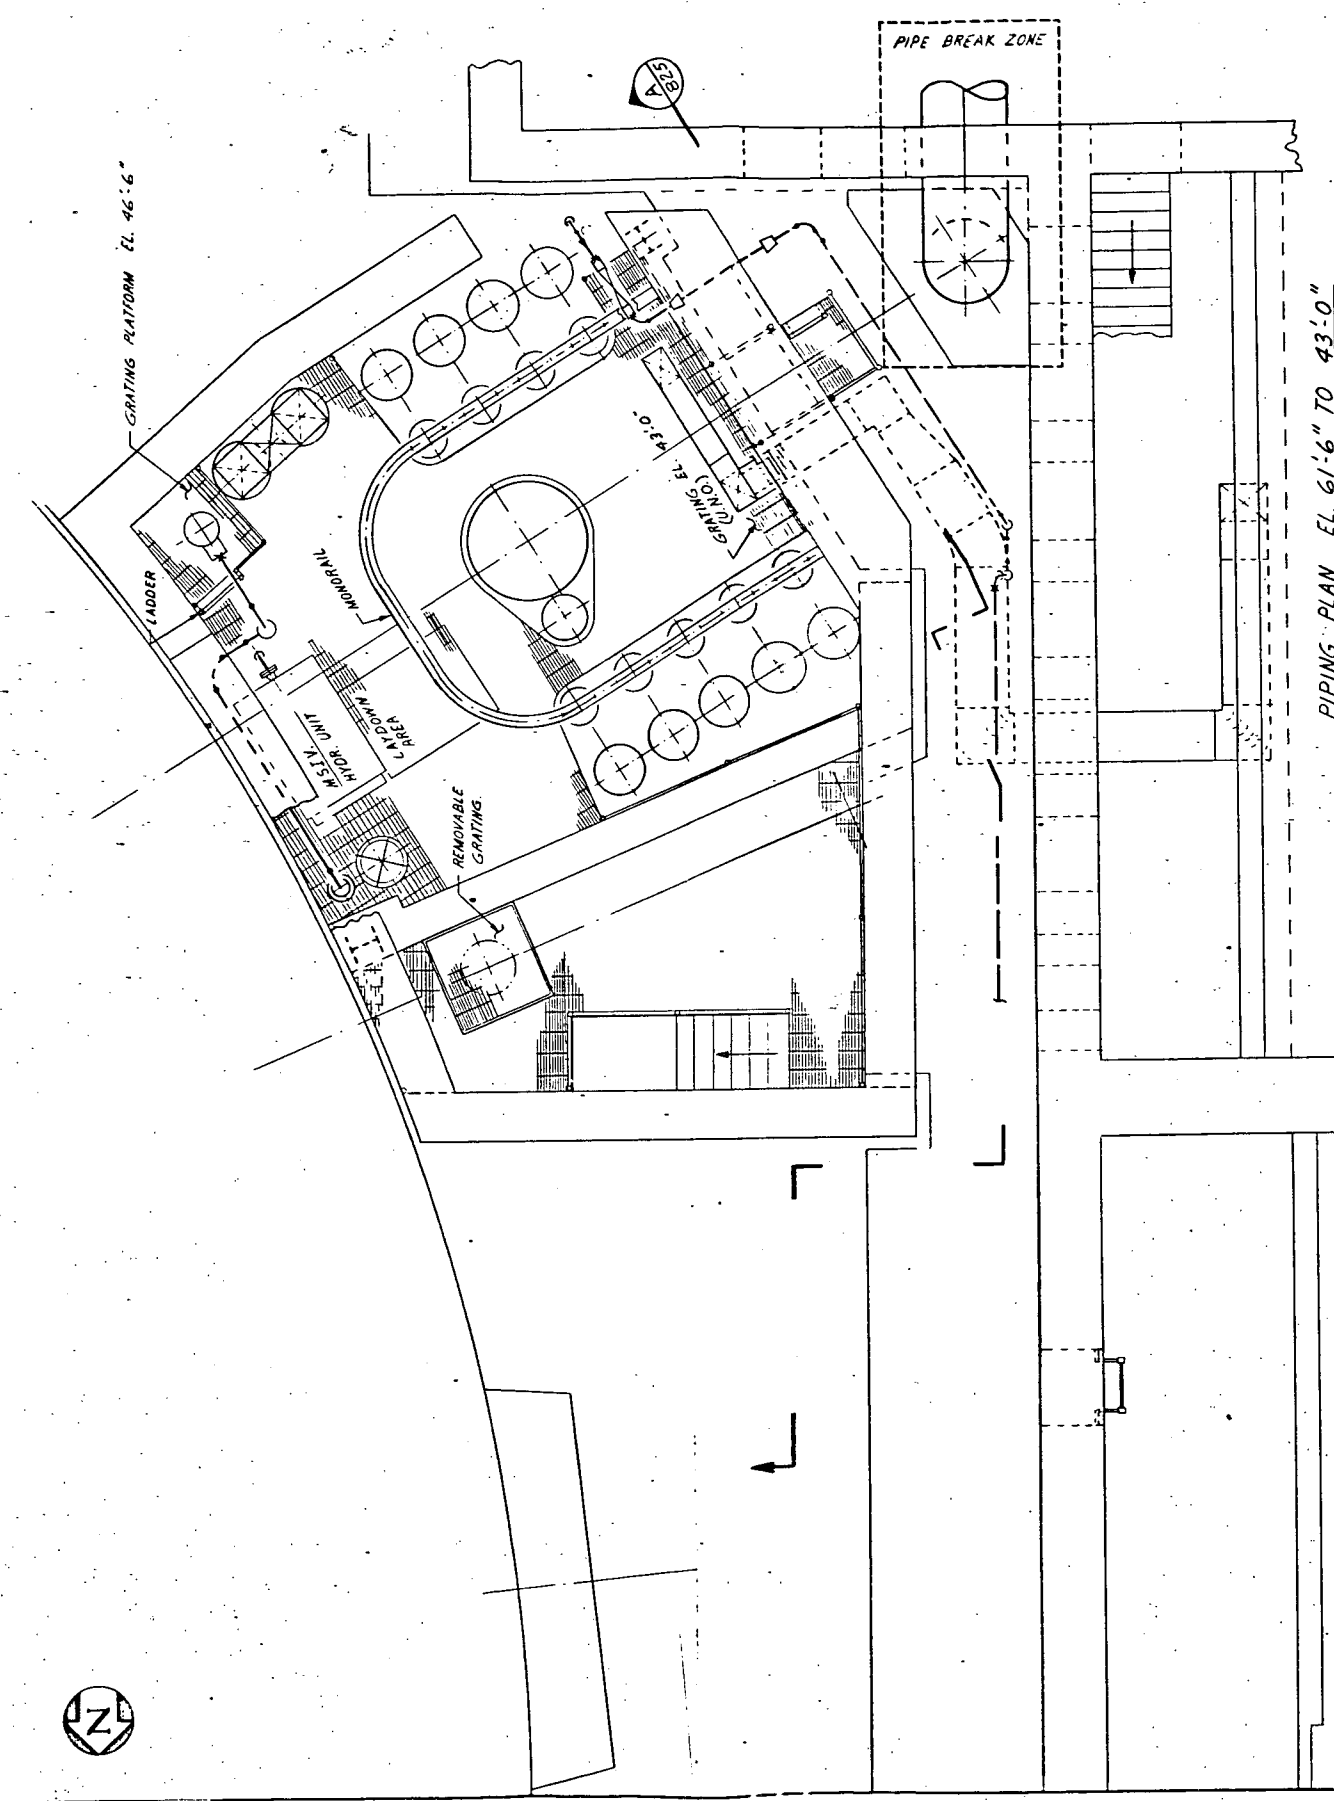 PIPE BREAK ZONE
A
825
GRATING PLATFORM EL. 46'-6"
LADDER
MONORAIL
GRATING EL. 43'-0"
(U.N.O.)
M.S.I.V.
HYDR. UNIT
LAYDOWN
AREA
REMOVABLE
GRATING
PIPING PLAN EL 61'-6" TO 43'-0"
N